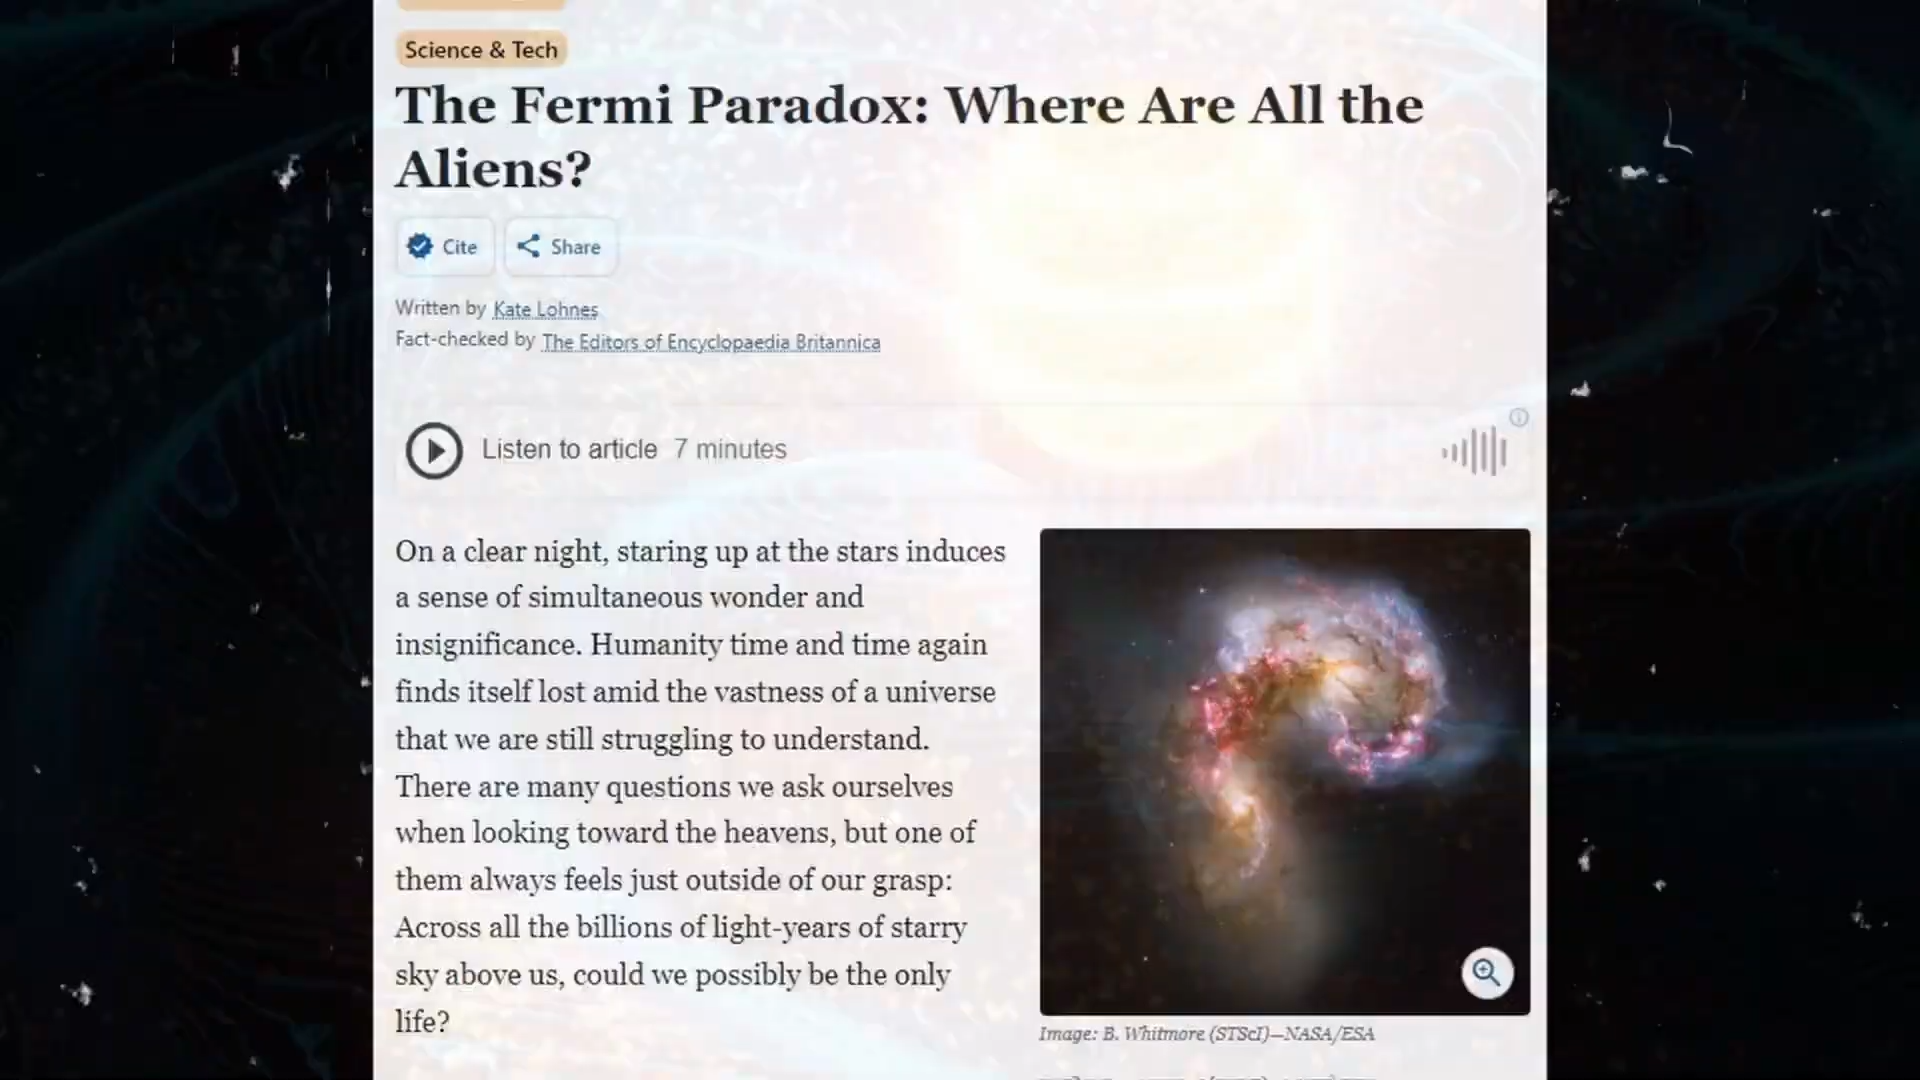 Science & Tech
The Fermi Paradox: Where Are All the
Aliens?
Cite
Share
Written by Kate Lohnes
Fact-checked by The Editors of Encyclopaedia Britannica
Listen to article 7 minutes
On a clear night, staring up at the stars induces
a sense of simultaneous wonder and
insignificance. Humanity time and time again
finds itself lost amid the vastness of a universe
that we are still struggling to understand.
There are many questions we ask ourselves
when looking toward the heavens, but one of
them always feels just outside of our grasp:
Across all the billions of light-years of starry
sky above us, could we possibly be the only
life?
Image: B. Whitmore (STScI)—NASA/ESA